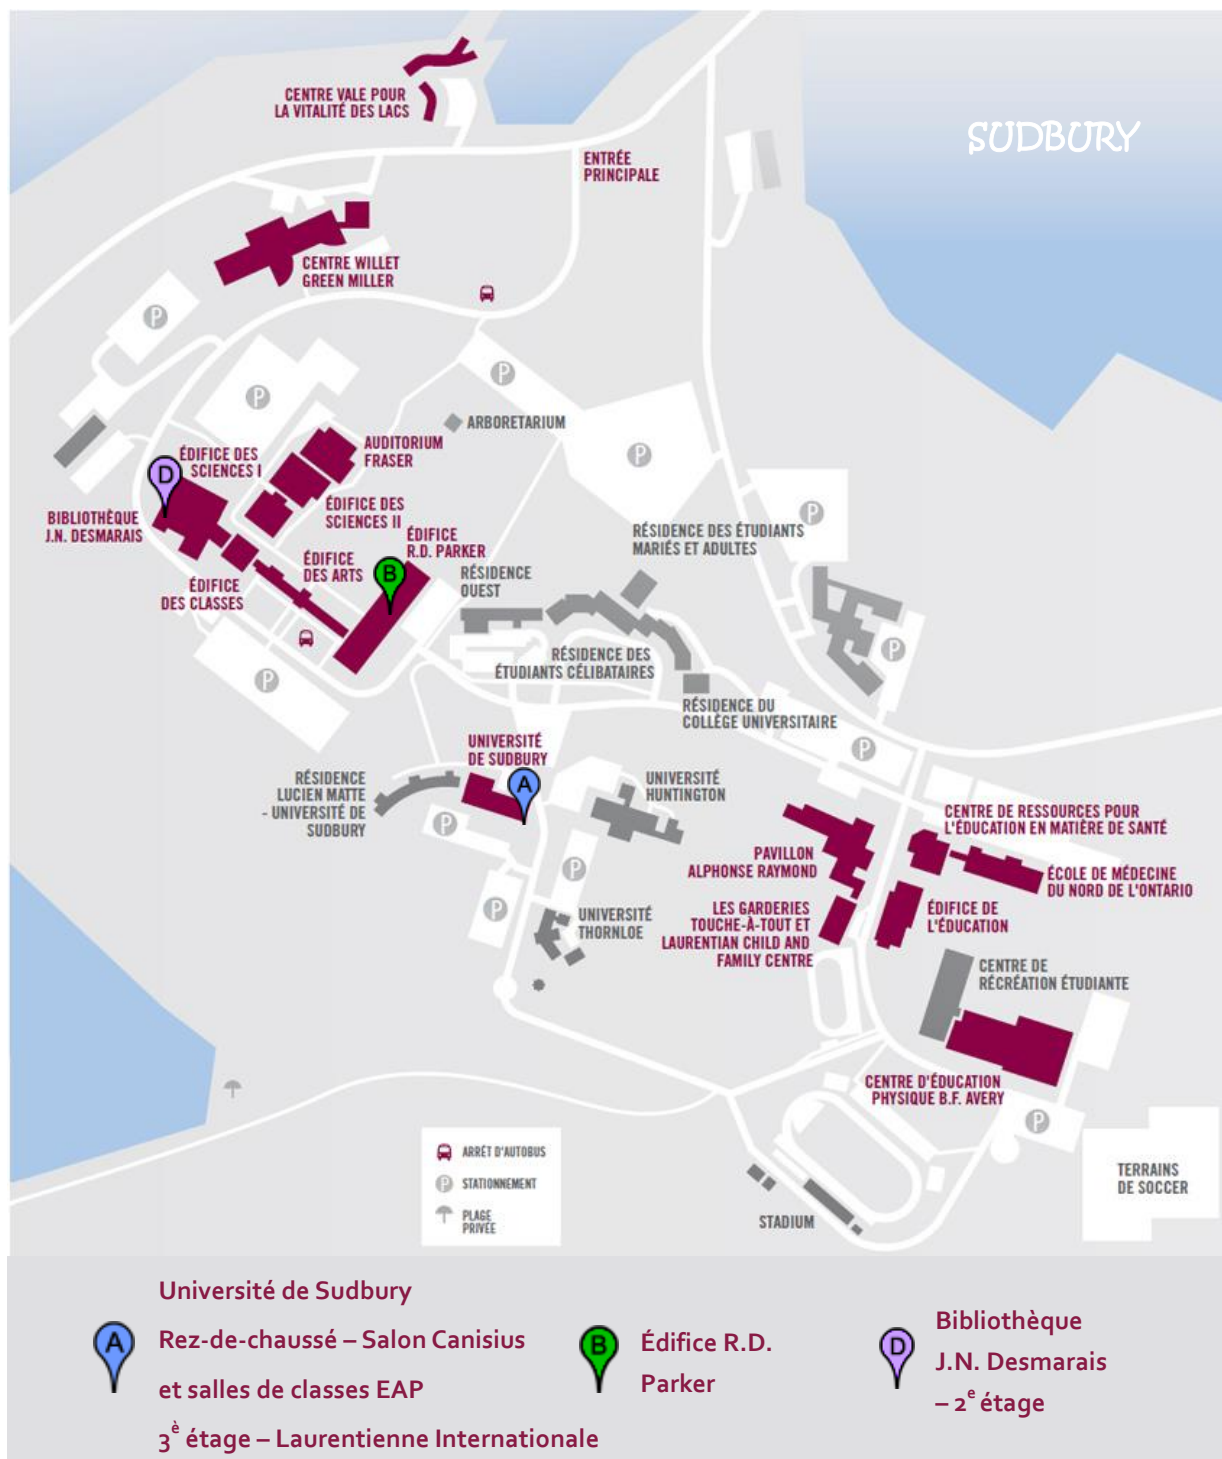 SUDBURY
CENTRE VALE POUR
LA VITALITÉ DES LACS
ENTRÉE
PRINCIPALE
CENTRE WILLET
GREEN MILLER
P
P
P
ARBORETARIUM
AUDITORIUM
FRASER
ÉDIFICE DES
SCIENCES I
D
P
BIBLIOTHÈQUE
J.N. DESMARAIS
ÉDIFICE DES
SCIENCES II
P
ÉDIFICE
R.D. PARKER
RÉSIDENCE DES ÉTUDIANTS
MARIÉS ET ADULTES
ÉDIFICE
DES ARTS
B
RÉSIDENCE
OUEST
ÉDIFICE
DES CLASSES
P
RÉSIDENCE DES
ÉTUDIANTS CÉLIBATAIRES
P
RÉSIDENCE DU
COLLÈGE UNIVERSITAIRE
P
UNIVERSITÉ
DE SUDBURY
A
RÉSIDENCE
LUCIEN MATTE
- UNIVERSITÉ DE
SUDBURY
P
UNIVERSITÉ
HUNTINGTON
CENTRE DE RESSOURCES POUR
L'ÉDUCATION EN MATIÈRE DE SANTÉ
PAVILLON
ALPHONSE RAYMOND
P
ÉCOLE DE MÉDECINE
DU NORD DE L'ONTARIO
P
UNIVERSITÉ
THORNLOE
LES GARDERIES
TOUCHE-À-TOUT ET
LAURENTIAN CHILD AND
FAMILY CENTRE
ÉDIFICE DE
L'ÉDUCATION
CENTRE DE
RÉCRÉATION ÉTUDIANTE
CENTRE D'ÉDUCATION
PHYSIQUE B.F. AVERY
P
ARRÊT D'AUTOBUS
P STATIONNEMENT
PLAGE
PRIVÉE
STADIUM
TERRAINS
DE SOCCER
A
Université de Sudbury
Rez-de-chaussé – Salon Canisius
et salles de classes EAP
3è étage – Laurentienne Internationale
B
Édifice R.D.
Parker
D
Bibliothèque
J.N. Desmarais
– 2e étage